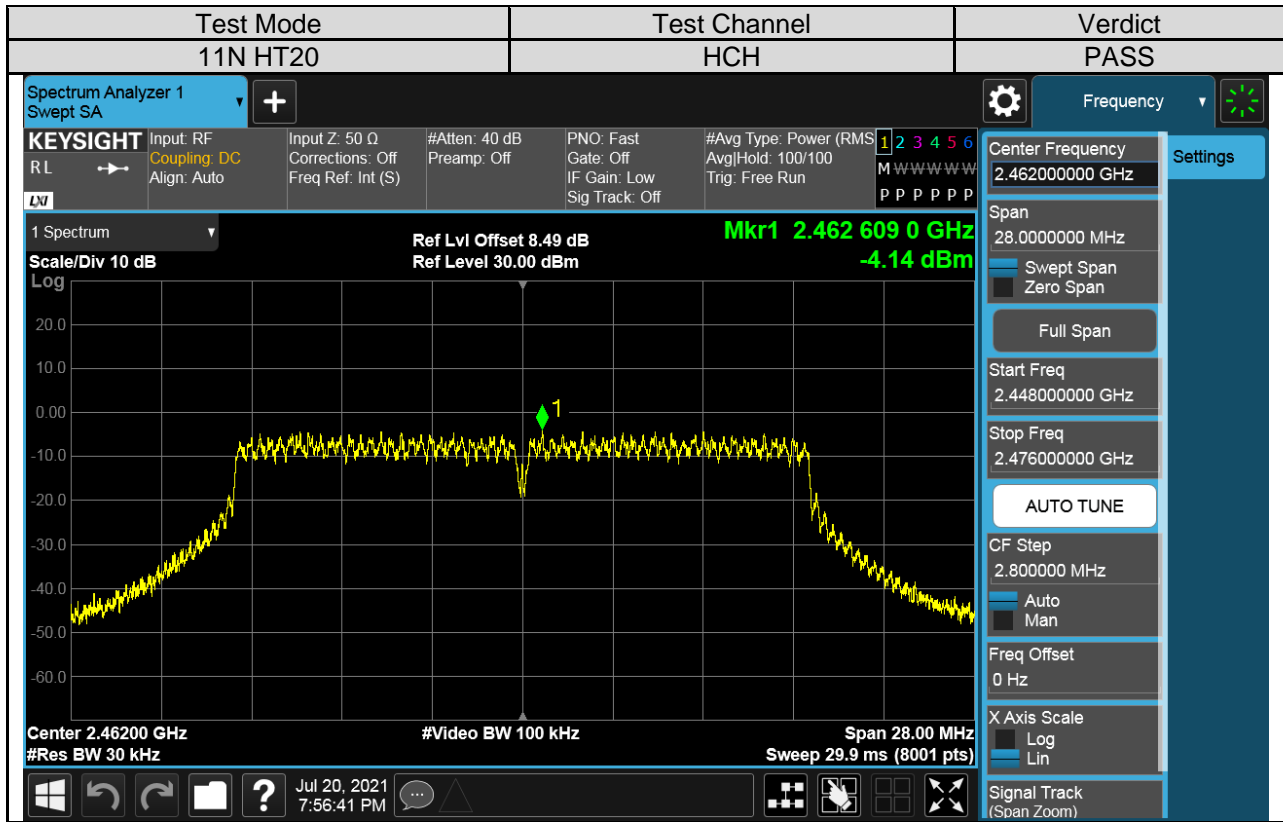 Test Mode Test Channel Verdict
11N HT20 HCH PASS
Spectrum Analyzer 1
Swept SA
+
Frequency
KEYSIGHT
R L
LXI
Input: RF
Coupling: DC
Align: Auto
Input Z: 50 Ω
Corrections: Off
Freq Ref: Int (S)
#Atten: 40 dB
Preamp: Off
PNO: Fast
Gate: Off
IF Gain: Low
Sig Track: Off
#Avg Type: Power (RMS
Avg|Hold: 100/100
Trig: Free Run
1 2 3 4 5 6
M W W W W W
P P P P P P
1 Spectrum
Scale/Div 10 dB
Ref Lvl Offset 8.49 dB
Ref Level 30.00 dBm
Mkr1 2.462 609 0 GHz
-4.14 dBm
Log
20.0
10.0
0.00
-10.0
-20.0
-30.0
-40.0
-50.0
-60.0
1
Center 2.46200 GHz
#Res BW 30 kHz
#Video BW 100 kHz
Span 28.00 MHz
Sweep 29.9 ms (8001 pts)
Center Frequency
2.462000000 GHz
Span
28.0000000 MHz
Swept Span
Zero Span
Full Span
Start Freq
2.448000000 GHz
Stop Freq
2.476000000 GHz
AUTO TUNE
CF Step
2.800000 MHz
Auto
Man
Freq Offset
0 Hz
X Axis Scale
Log
Lin
Signal Track
(Span Zoom)
Settings
?
Jul 20, 2021
7:56:41 PM